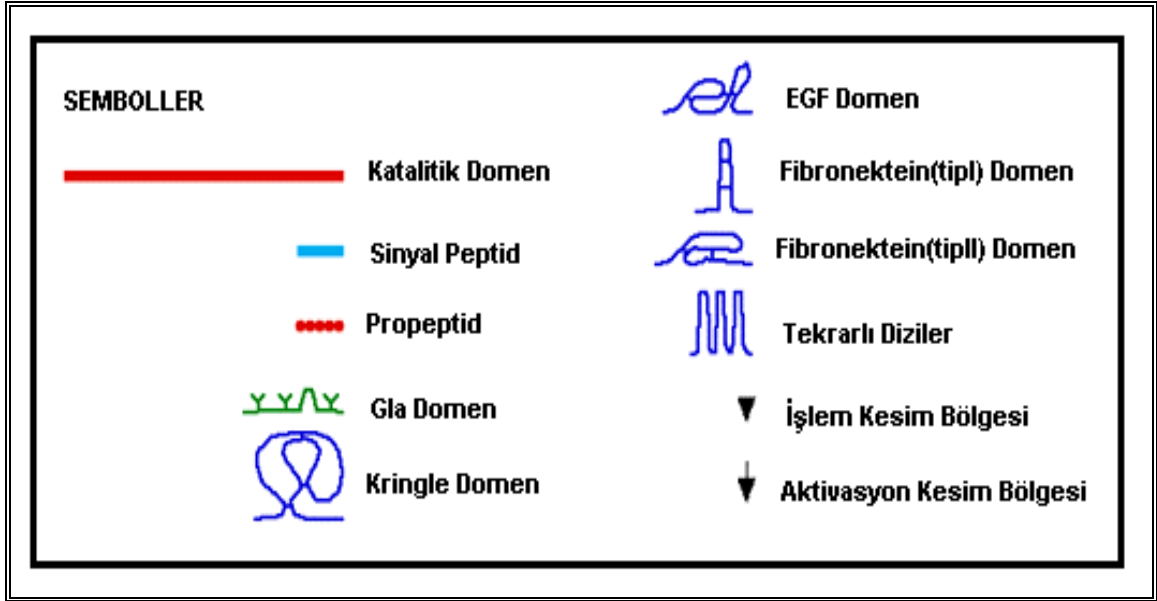 SEMBOLLER
Katalitik Domen
Sinyal Peptid
Propeptid
Gla Domen
Kringle Domen
EGF Domen
Fibronektein(tipI) Domen
Fibronektein(tipII) Domen
Tekrarlı Diziler
İşlem Kesim Bölgesi
Aktivasyon Kesim Bölgesi